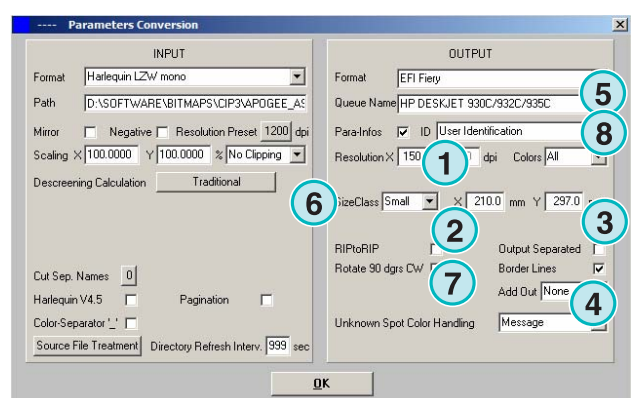 ---- Parameters Conversion
INPUT
Format Harlequin LZW mono
Path D:\SOFTWARE\BITMAPS\CIP3\APOGEE_AS
Mirror Negative Resolution Preset 1200 dpi
Scaling X 100.0000 Y 100.0000 % No Clipping
Descreening Calculation Traditional
6
Cut Sep. Names 0
Harlequin V4.5 Pagination
Color-Separator '_'
Source File Treatment Directory Refresh Interv. 999 sec
OUTPUT
Format EFI Fiery
Queue Name HP DESKJET 930C/932C/935C 5
Para-Infos ID User Identification 8
Resolution X 150 1 dpi Colors All
SizeClass Small X 210.0 mm Y 297.0
2 3
RIPtoRIP Output Separated
Rotate 90 dgrs CW 7 Border Lines
Add Out None 4
Unknown Spot Color Handling Message
OK